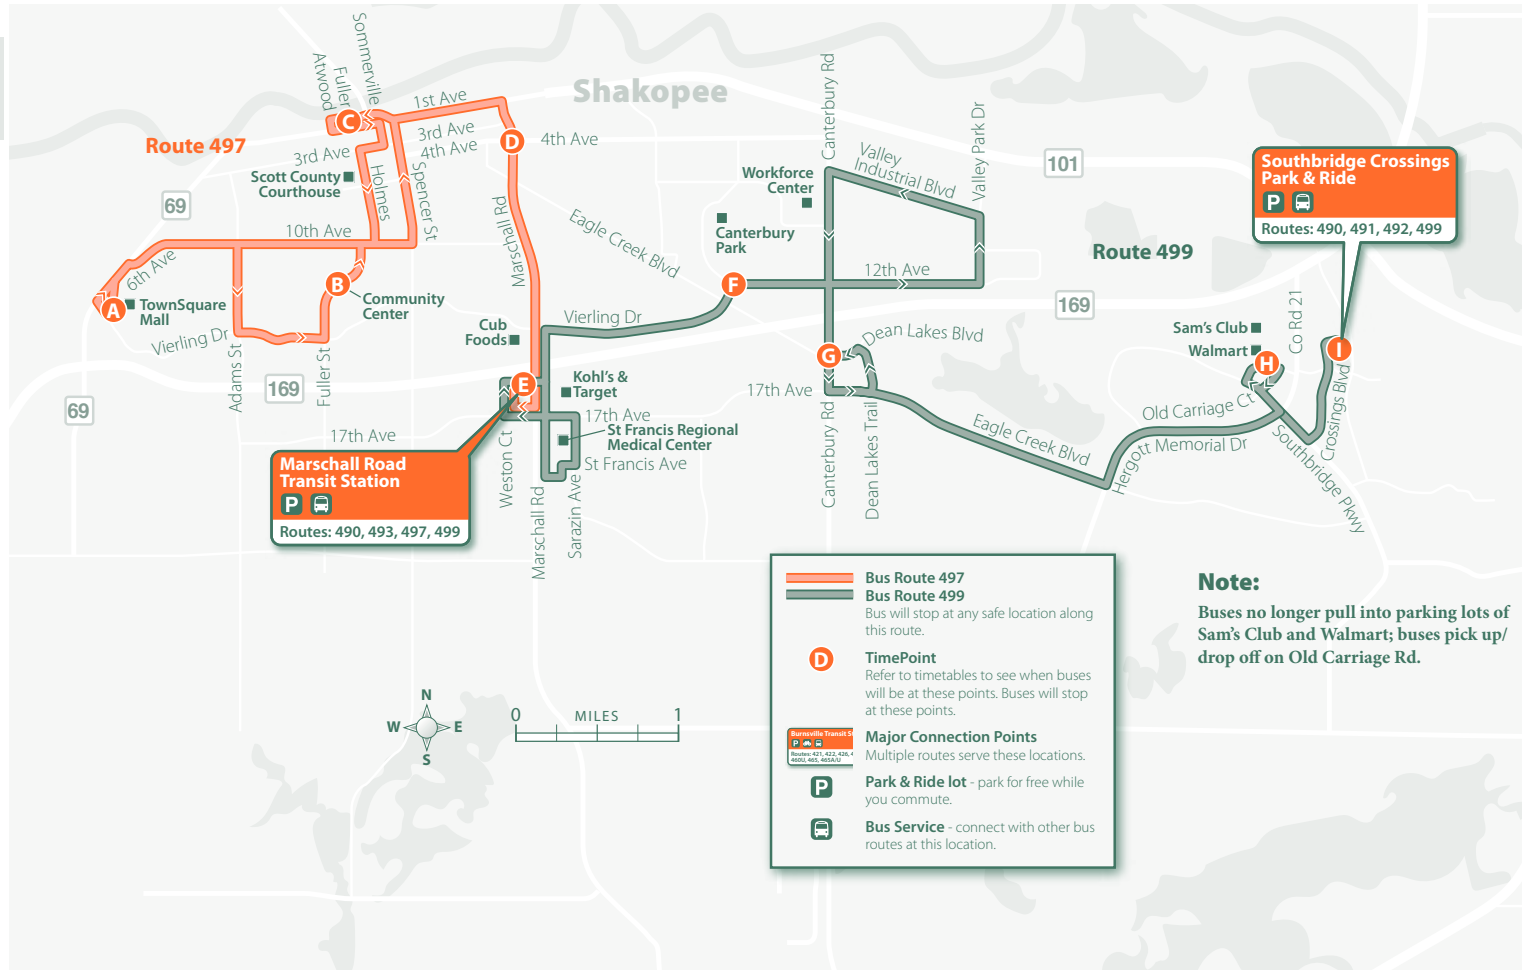 Sommerville
Fuller
Atwood
1st Ave
Shakopee
Canterbury Rd
Route 497
C
3rd Ave
4th Ave
D
4th Ave
3rd Ave
Scott County
Courthouse
Holmes
Spencer St
Valley
Industrial Blvd
Valley Park Dr
101
Workforce
Center
Southbridge Crossings
Park & Ride
P
Routes: 490, 491, 492, 499
69
10th Ave
Marschall Rd
Eagle Creek Blvd
Canterbury
Park
Route 499
6th Ave
12th Ave
A
TownSquare
Mall
B
Community
Center
F
169
Co Rd 21
Vierling Dr
Cub
Foods
Vierling Dr
Dean Lakes Blvd
Sam's Club
Walmart
H
I
G
Adams St
169
Fuller St
E
Kohl's &
Target
17th Ave
69
17th Ave
17th Ave
St Francis Regional
Medical Center
St Francis Ave
Weston Ct
Marschall Rd
Sarazin Ave
Canterbury Rd
Dean Lakes Trail
Eagle Creek Blvd
Hergott Memorial Dr
Old Carriage Ct
Crossings Blvd
Southbridge Pkwy
Marschall Road
Transit Station
P
Routes: 490, 493, 497, 499
Bus Route 497
Bus Route 499
Bus will stop at any safe location along
this route.
D
TimePoint
Refer to timetables to see when buses
will be at these points. Buses will stop
at these points.
Burnsville Transit St
P
Routes: 421, 422, 426, 4
460U, 465, 465A/U
Major Connection Points
Multiple routes serve these locations.
P
Park & Ride lot - park for free while
you commute.
Bus Service - connect with other bus
routes at this location.
Note:
Buses no longer pull into parking lots of
Sam's Club and Walmart; buses pick up/
drop off on Old Carriage Rd.
N
W
E
S
0
MILES
1